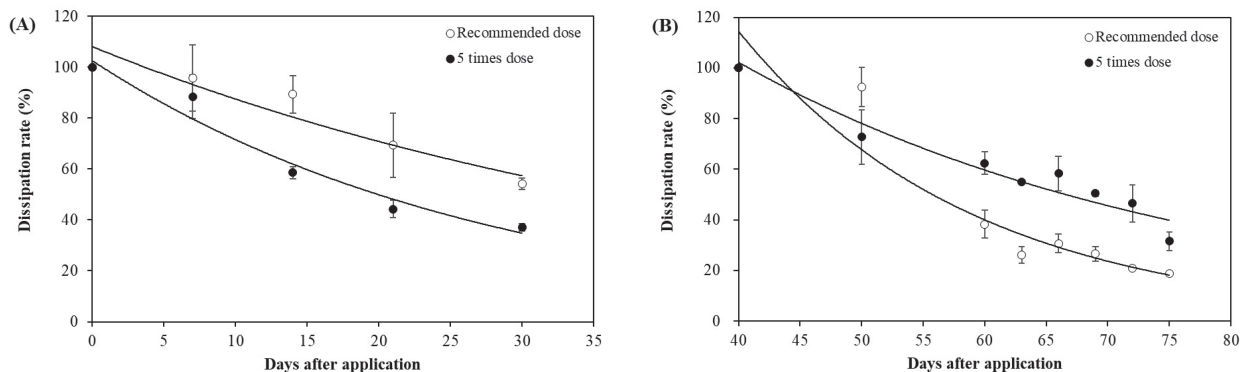 (A)
120
100
80
60
40
20
0
Dissipation rate (%)
Recommended dose
5 times dose
0 5 10 15 20 25 30 35
Days after application
(B)
120
100
80
60
40
20
0
Dissipation rate (%)
Recommended dose
5 times dose
40 45 50 55 60 65 70 75 80
Days after application